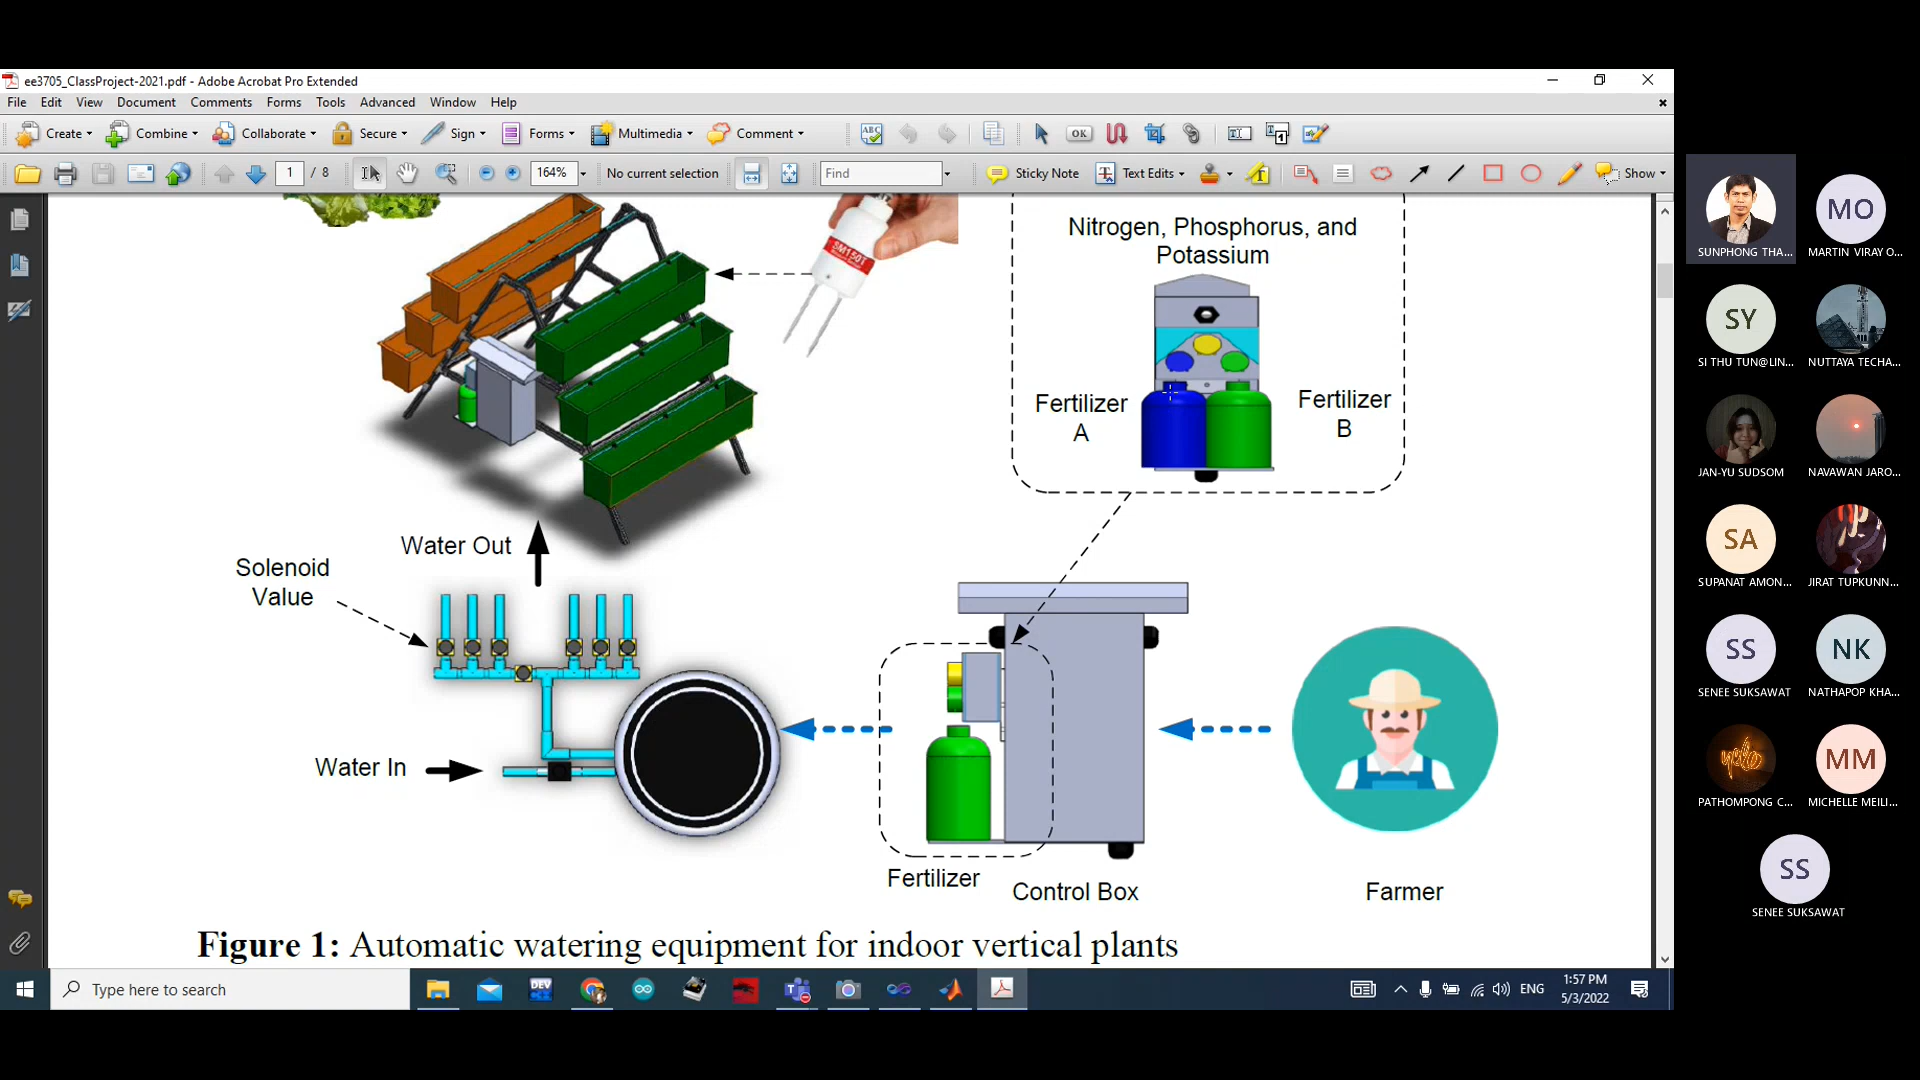 ee3705_ClassProject-2021.pdf - Adobe Acrobat Pro Extended
File Edit View Document Comments Forms Tools Advanced Window Help
Create Combine Collaborate Secure Sign Forms Multimedia Comment
ABC
OK
1 / 8
164%
No current selection
Find
Sticky Note
Text Edits
Show
SM150T
Nitrogen, Phosphorus, and
Potassium
Fertilizer
A
Fertilizer
B
Water Out
Solenoid
Value
Water In
Fertilizer
Control Box
Farmer
Figure 1: Automatic watering equipment for indoor vertical plants
Type here to search
DEV
ENG
1:57 PM
5/3/2022
SUNPHONG THA...
MO
MARTIN VIRAY O...
SY
SI THU TUN@LIN...
NUTTAYA TECHA...
JAN-YU SUDSOM
NAVAWAN JARO...
SA
SUPANAT AMON...
JIRAT TUPKUNN...
SS
SENEE SUKSAWAT
NK
NATHAPOP KHA...
PATHOMPONG C...
MM
MICHELLE MEILI...
SS
SENEE SUKSAWAT